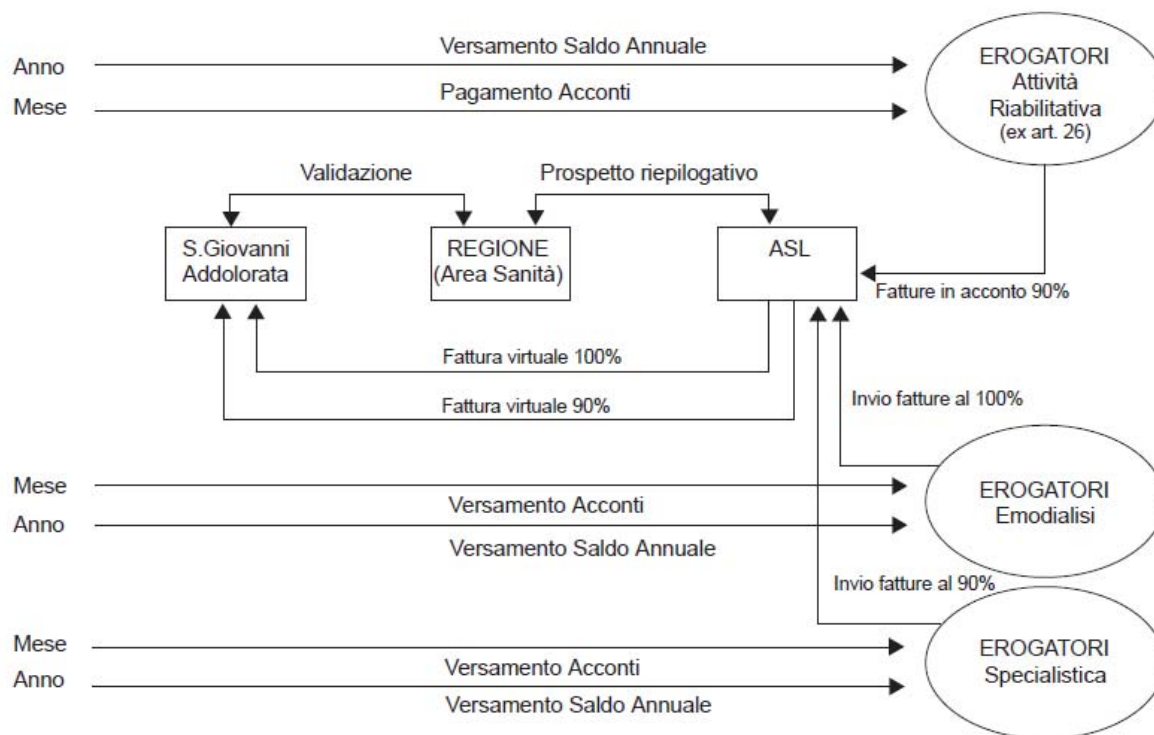 Versamento Saldo Annuale
Anno
Pagamento Acconti
Mese
EROGATORI
Attività
Riabilitativa
(ex art. 26)
Validazione
Prospetto riepilogativo
S.Giovanni
Addolorata
REGIONE
(Area Sanità)
ASL
Fatture in acconto 90%
Fattura virtuale 100%
Fattura virtuale 90%
Invio fatture al 100%
Mese
Versamento Acconti
Anno
Versamento Saldo Annuale
EROGATORI
Emodialisi
Invio fatture al 90%
Mese
Versamento Acconti
Anno
Versamento Saldo Annuale
EROGATORI
Specialistica